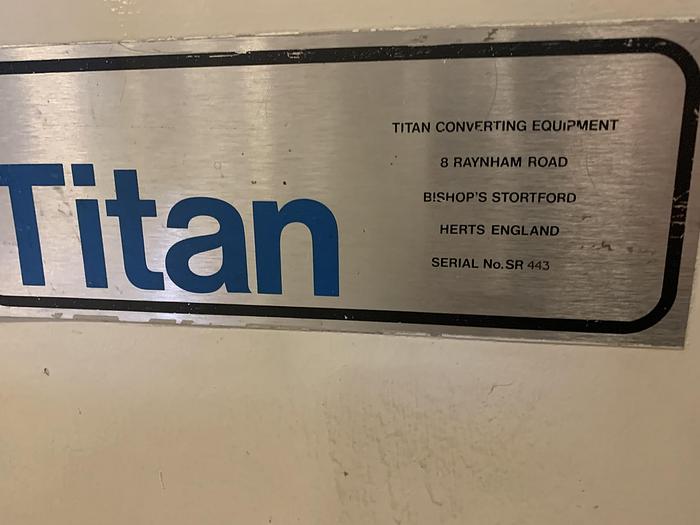 Titan
TITAN CONVERTING EQUIPMENT
8 RAYNHAM ROAD
BISHOP'S STORTFORD
HERTS ENGLAND
SERIAL No. SR 443